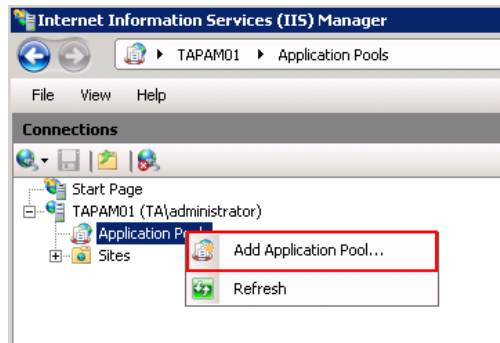 Internet Information Services (IIS) Manager
TAPAM01 Application Pools
File View Help
Connections
Start Page
TAPAM01 (TA\administrator)
Application P
Add Application Pool...
Sites
Refresh